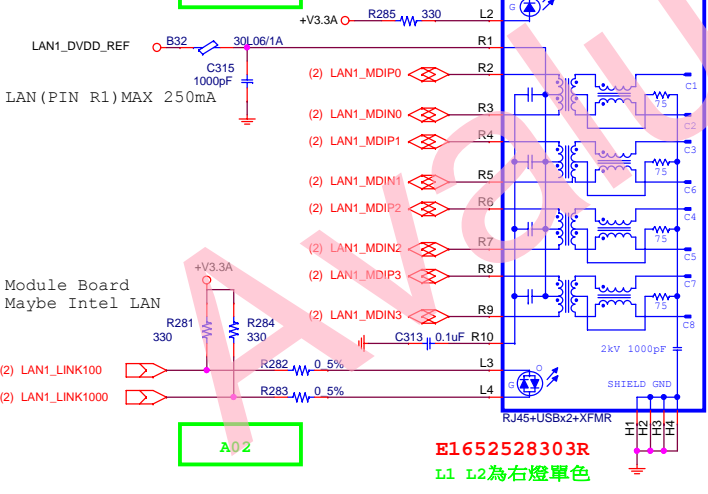 G
+V3.3A R285 330 L2
LAN1_DVDD_REF B32 30L06/1A R1
C315
1000pF
LAN(PIN R1)MAX 250mA
(2) LAN1_MDIP0 R2
C1
75
(2) LAN1_MDIN0 R3
C2
(2) LAN1_MDIP1 R4
C3
75
(2) LAN1_MDIN1 R5
C6
(2) LAN1_MDIP2 R6
C4
75
(2) LAN1_MDIN2 R7
C5
(2) LAN1_MDIP3 R8
C7
75
(2) LAN1_MDIN3 R9
C8
Module Board
Maybe Intel LAN
+V3.3A
R281
330
R284
330
C313 0.1uF R10
2kV 1000pF
(2) LAN1_LINK100 R282 0_5% L3
O
G
SHIELD GND
(2) LAN1_LINK1000 R283 0_5% L4
RJ45+USBx2+XFMR
H1
H2
H3
H4
A02
E1652528303R
L1 L2為右燈單色
Avalu